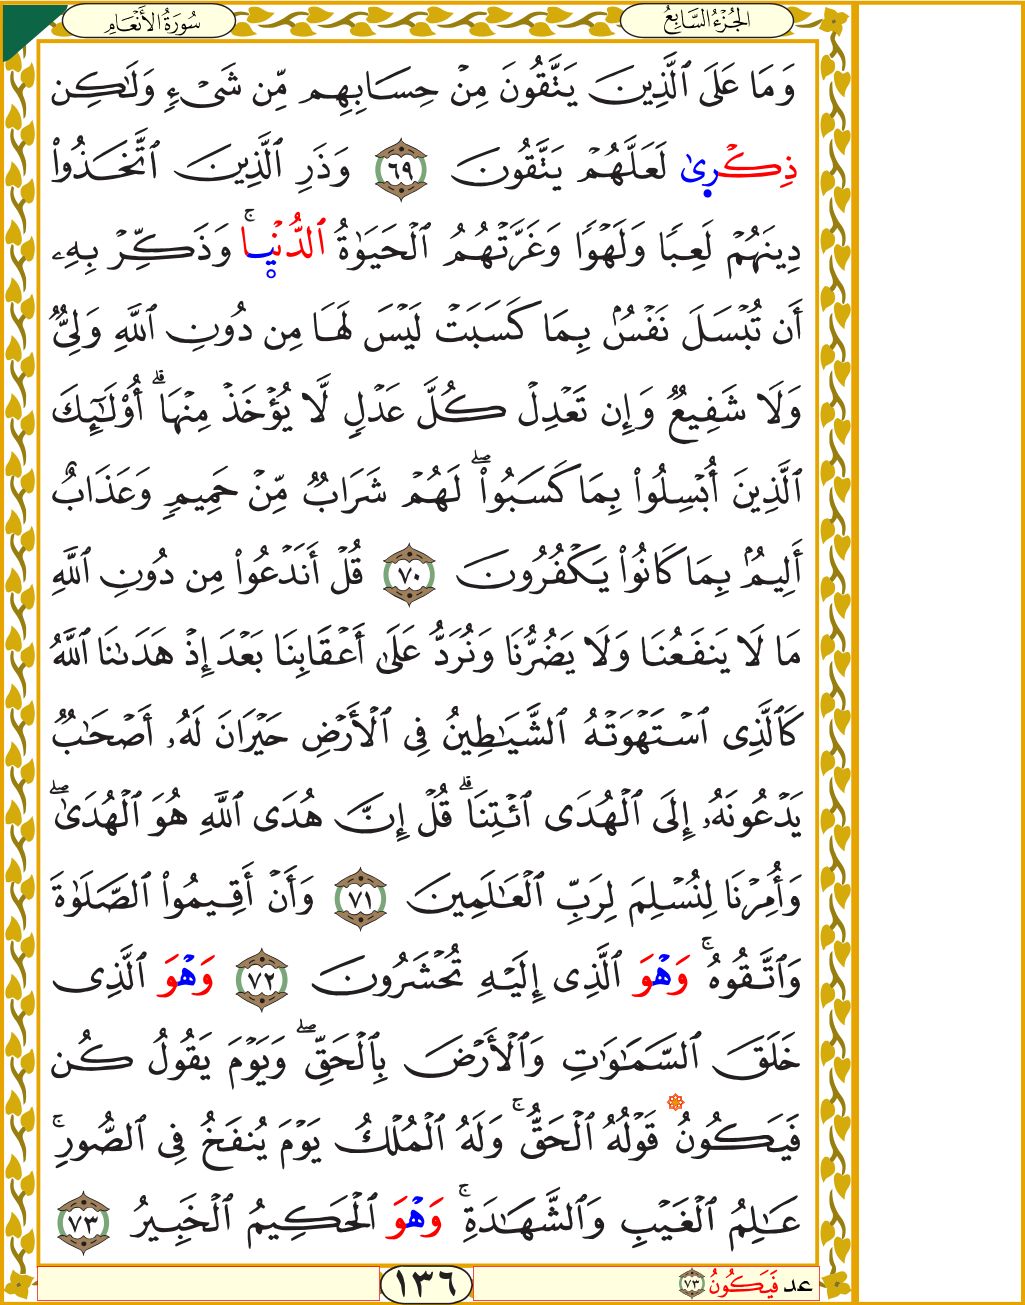 الجُزْءُ السَّابِعُ
سُورَةُ الأَنْعَامِ
وَمَا عَلَى ٱلَّذِينَ يَتَّقُونَ مِنْ حِسَابِهِم مِّن شَىْءٍ وَلَٰكِن
ذِكْرِىٰ لَعَلَّهُمْ يَتَّقُونَ ٦٩ وَذَرِ ٱلَّذِينَ ٱتَّخَذُوا۟
دِينَهُمْ لَعِبًا وَلَهْوًا وَغَرَّتْهُمُ ٱلْحَيَوٰةُ ٱلدُّنْيَا ۚ وَذَكِّرْ بِهِۦ
أَن تُبْسَلَ نَفْسٌۢ بِمَا كَسَبَتْ لَيْسَ لَهَا مِن دُونِ ٱللَّهِ وَلِىٌّ
وَلَا شَفِيعٌ وَإِن تَعْدِلْ كُلَّ عَدْلٍ لَّا يُؤْخَذْ مِنْهَا ۗ أُو۟لَٰٓئِكَ
ٱلَّذِينَ أُبْسِلُوا۟ بِمَا كَسَبُوا۟ ۖ لَهُمْ شَرَابٌ مِّنْ حَمِيمٍ وَعَذَابٌ
أَلِيمٌۢ بِمَا كَانُوا۟ يَكْفُرُونَ ٧٠ قُلْ أَنَدْعُوا۟ مِن دُونِ ٱللَّهِ
مَا لَا يَنفَعُنَا وَلَا يَضُرُّنَا وَنُرَدُّ عَلَىٰٓ أَعْقَابِنَا بَعْدَ إِذْ هَدَىٰنَا ٱللَّهُ
كَٱلَّذِى ٱسْتَهْوَتْهُ ٱلشَّيَٰطِينُ فِى ٱلْأَرْضِ حَيْرَانَ لَهُۥٓ أَصْحَٰبٌ
يَدْعُونَهُۥٓ إِلَى ٱلْهُدَى ٱئْتِنَا ۗ قُلْ إِنَّ هُدَى ٱللَّهِ هُوَ ٱلْهُدَىٰ ۖ
وَأُمِرْنَا لِنُسْلِمَ لِرَبِّ ٱلْعَٰلَمِينَ ٧١ وَأَنْ أَقِيمُوا۟ ٱلصَّلَوٰةَ
وَٱتَّقُوهُ ۚ وَهْوَ ٱلَّذِىٓ إِلَيْهِ تُحْشَرُونَ ٧٢ وَهْوَ ٱلَّذِى
خَلَقَ ٱلسَّمَٰوَٰتِ وَٱلْأَرْضَ بِٱلْحَقِّ ۖ وَيَوْمَ يَقُولُ كُن
فَيَكُونُ قَوْلُهُ ٱلْحَقُّ ۚ وَلَهُ ٱلْمُلْكُ يَوْمَ يُنفَخُ فِى ٱلصُّورِ ۚ
عَٰلِمُ ٱلْغَيْبِ وَٱلشَّهَٰدَةِ ۚ وَهْوَ ٱلْحَكِيمُ ٱلْخَبِيرُ ٧٣
١٣٦
عد فَيَكُونُ ٧٣